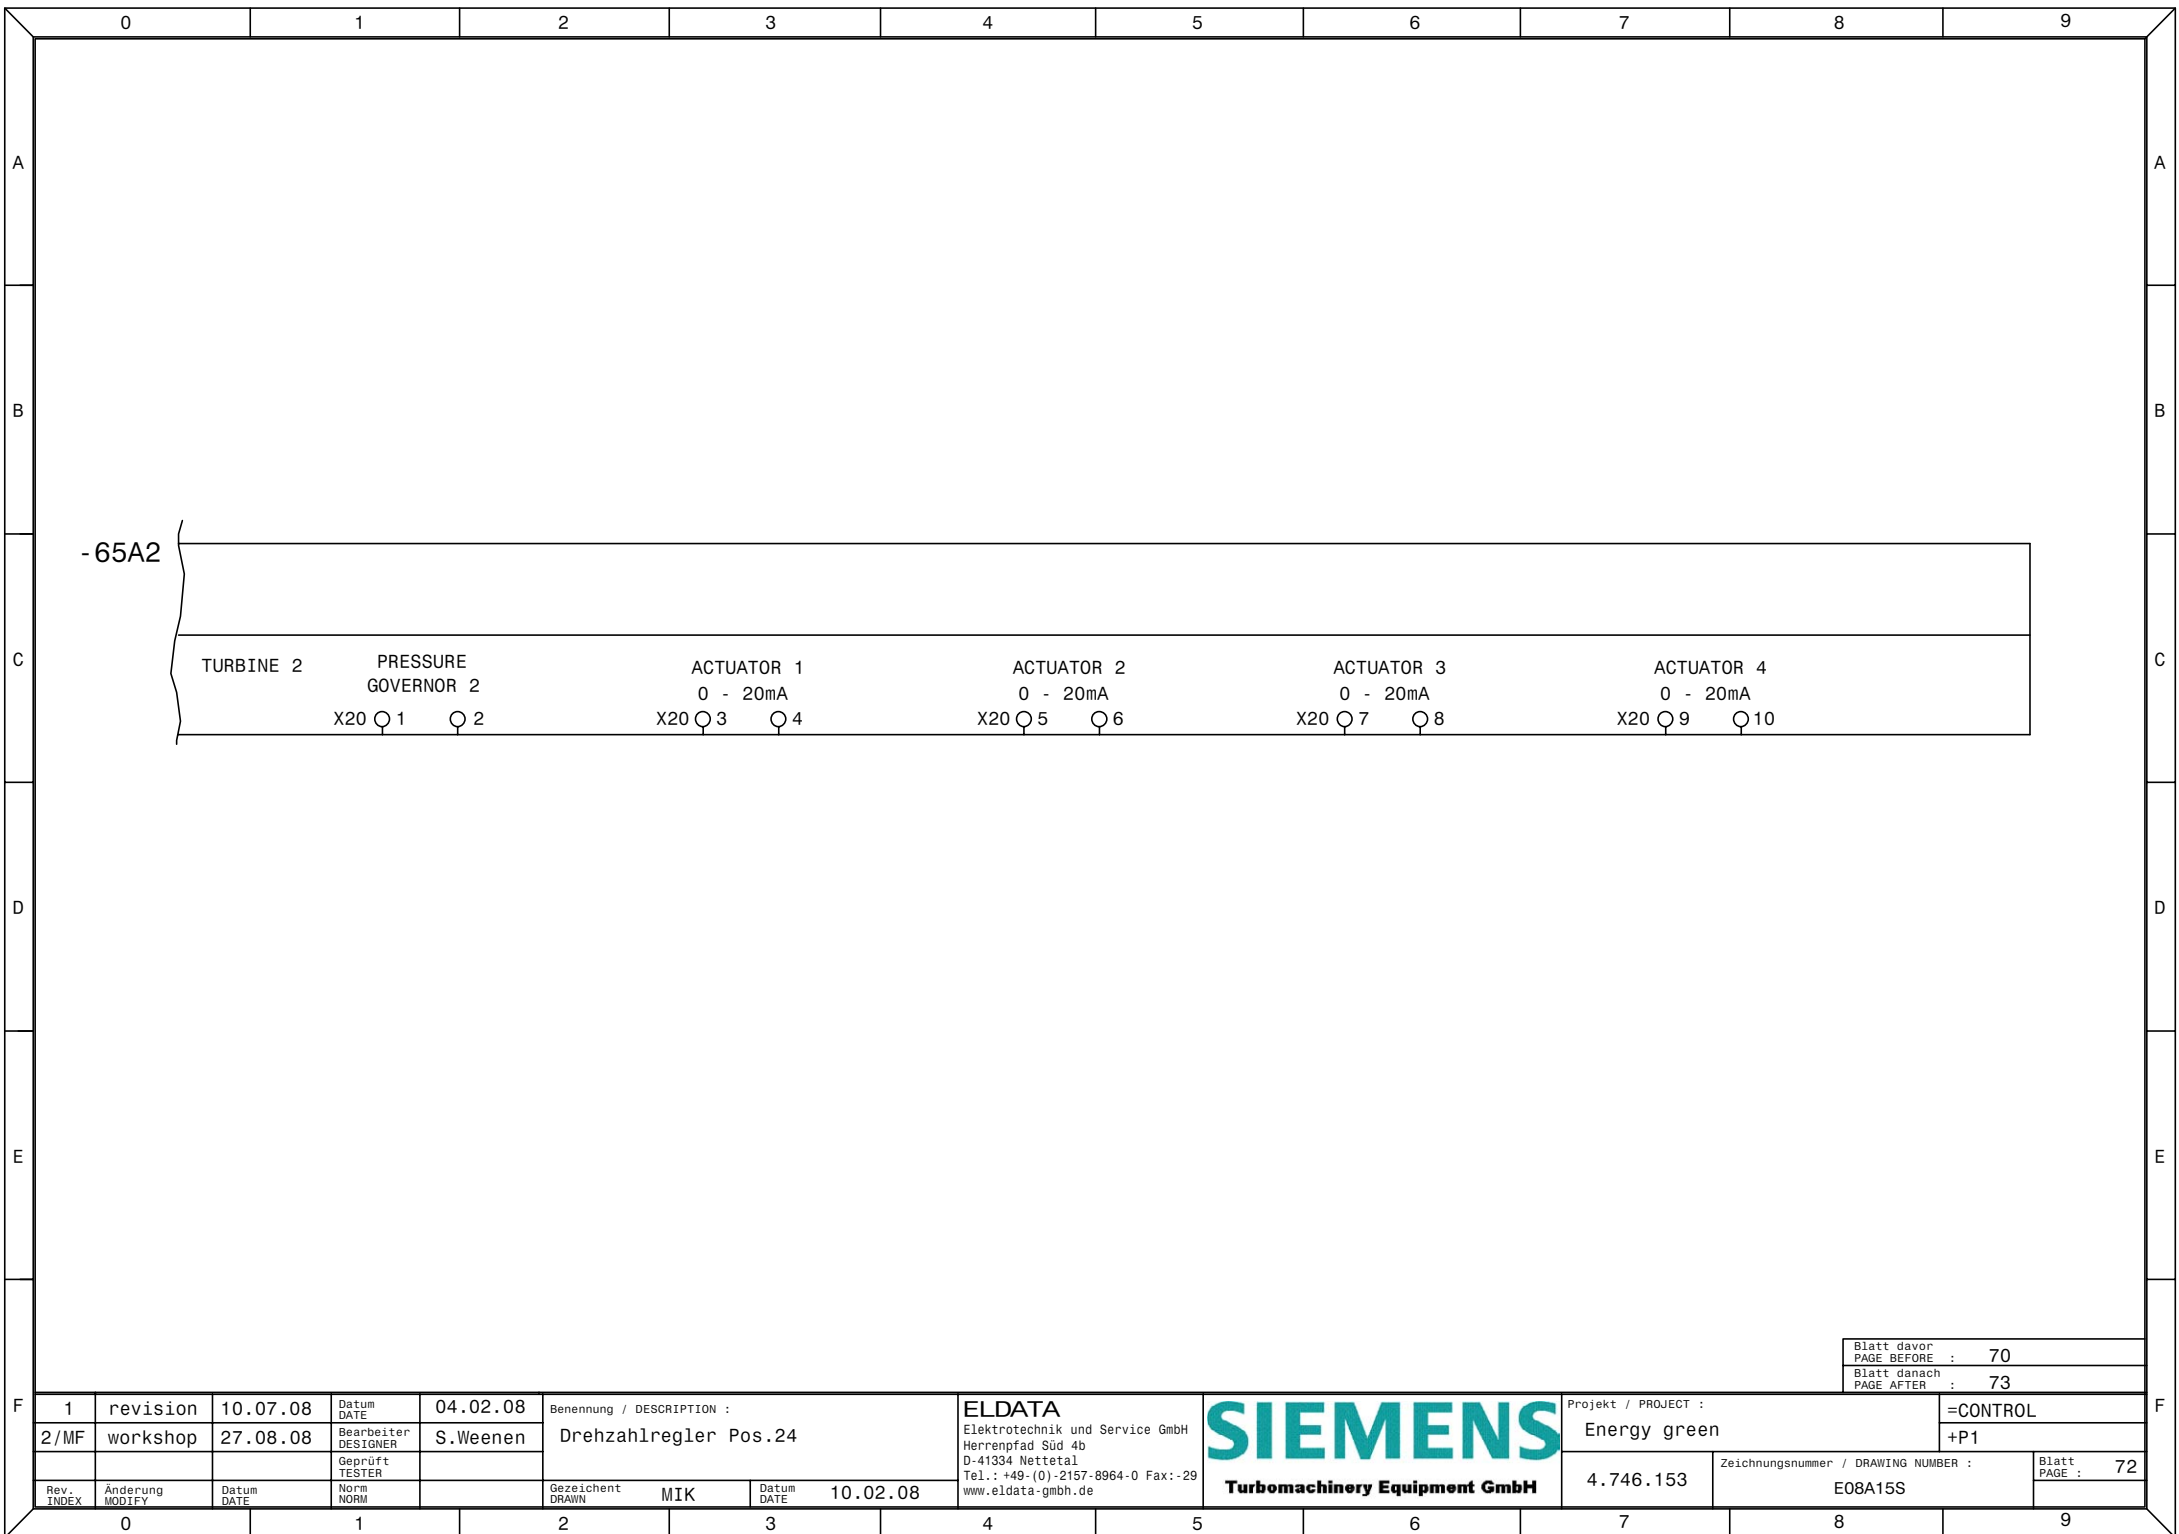 0 1 2 3 4 5 6 7 8 9
A A
B B
-65A2
C C
TURBINE 2
PRESSURE
GOVERNOR 2
X20 1 2
ACTUATOR 1
0 - 20mA
X20 3 4
ACTUATOR 2
0 - 20mA
X20 5 6
ACTUATOR 3
0 - 20mA
X20 7 8
ACTUATOR 4
0 - 20mA
X20 9 10
D D
E E
Blatt davor
PAGE BEFORE : 70
Blatt danach
PAGE AFTER : 73
F F
1 revision 10.07.08
2/MF workshop 27.08.08
Rev. Änderung Datum
INDEX MODIFY DATE
Datum
DATE 04.02.08
Bearbeiter
DESIGNER S.Weenen
Geprüft
TESTER
Norm
NORM
Benennung / DESCRIPTION :
Drehzahlregler Pos.24
Gezeichent
DRAWN MIK
Datum
DATE 10.02.08
ELDATA
Elektrotechnik und Service GmbH
Herrenpfad Süd 4b
D-41334 Nettetal
Tel.: +49-(0)-2157-8964-0 Fax:-29
www.eldata-gmbh.de
SIEMENS
Turbomachinery Equipment GmbH
Projekt / PROJECT :
Energy green
=CONTROL
+P1
4.746.153
Zeichnungsnummer / DRAWING NUMBER :
E08A15S
Blatt
PAGE : 72
0 1 2 3 4 5 6 7 8 9